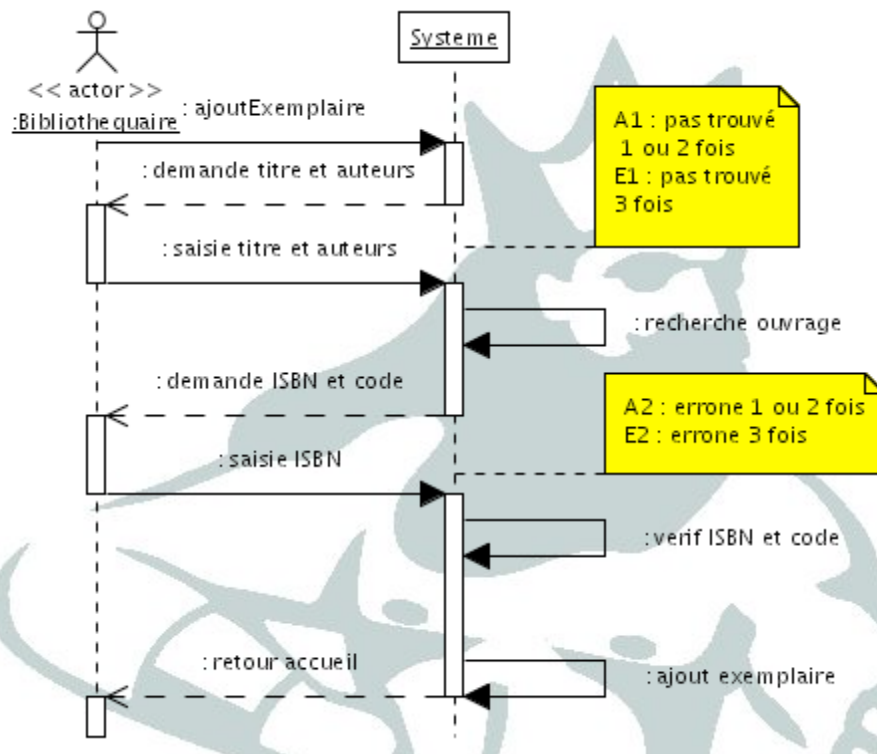 Systeme
<< actor >>
:Bibliothequaire
: ajoutExemplaire
A1 : pas trouvé
1 ou 2 fois
E1 : pas trouvé
3 fois
: demande titre et auteurs
: saisie titre et auteurs
: recherche ouvrage
: demande ISBN et code
A2 : errone 1 ou 2 fois
E2 : errone 3 fois
: saisie ISBN
: verif ISBN et code
: retour accueil
: ajout exemplaire